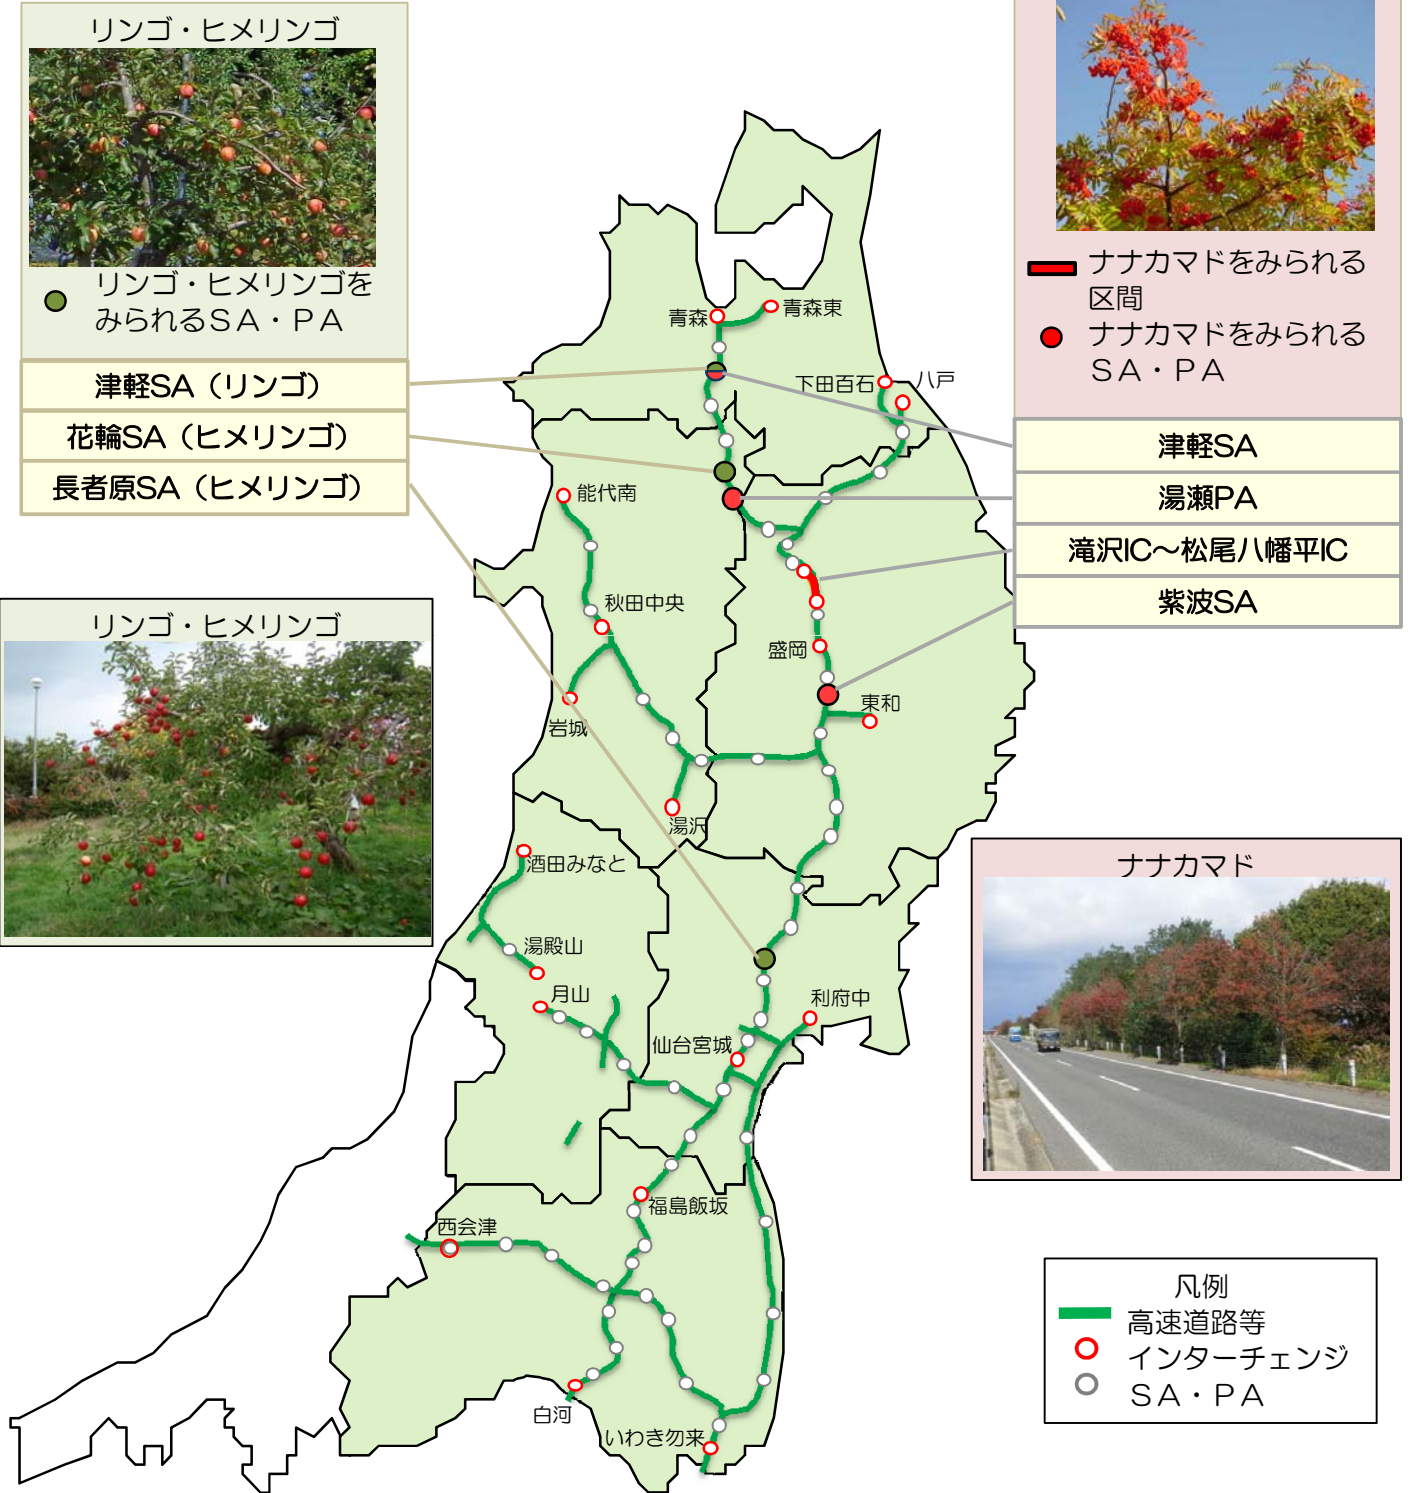 リンゴ・ヒメリンゴ
リンゴ・ヒメリンゴを
みられるＳＡ・ＰＡ
津軽SA（リンゴ）
花輪SA（ヒメリンゴ）
長者原SA（ヒメリンゴ）
リンゴ・ヒメリンゴ
ナナカマドをみられる
区間
ナナカマドをみられる
ＳＡ・ＰＡ
津軽SA
湯瀬PA
滝沢IC～松尾八幡平IC
紫波SA
青森
青森東
下田百石
八戸
能代南
秋田中央
岩城
盛岡
東和
湯沢
酒田みなと
湯殿山
月山
利府中
仙台宮城
福島飯坂
西会津
白河
いわき勿来
ナナカマド
凡例
高速道路等
インターチェンジ
ＳＡ・ＰＡ